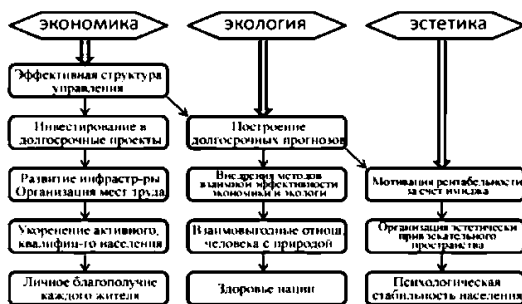 экономика
экология
эстетика
Эффективная структура
управления
Инвестирование в
долгосрочные проекты
Построение
долгосрочных прогнозов
Развитие инфрастр-ры
Организация мест труда
Внедрения методов
взаимной эффективности
экономики и экологи
Мотивация рентабельности
за счет имиджа
Укоренение активного,
квалифиц-го населения
Взаимовыгодные отнош.
человека с природой
Организация эстетически
привлекательного
пространства
Личное благополучие
каждого жителя
Здоровье нации
Психологическая
стабильность населения